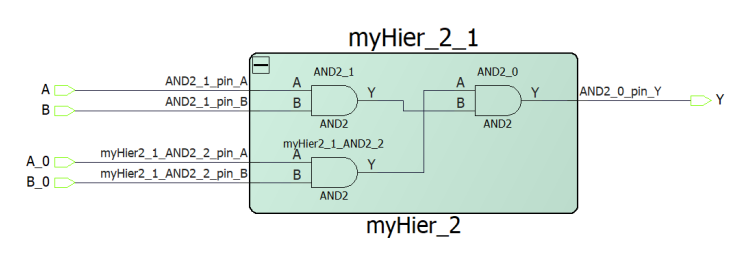 myHier_2_1
AND2_1
AND2_0
A AND2_1_pin_A A Y A Y AND2_0_pin_Y Y
B AND2_1_pin_B B B
AND2
AND2
myHier2_1_AND2_2
A_0 myHier2_1_AND2_2_pin_A A Y
B_0 myHier2_1_AND2_2_pin_B B
AND2
myHier_2